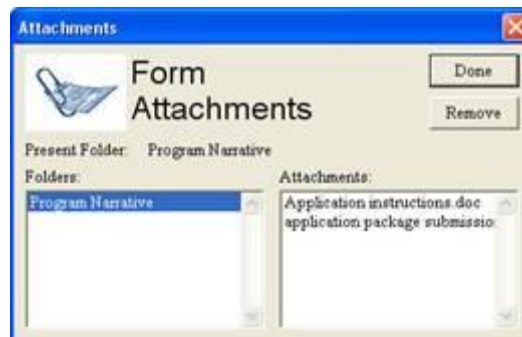 Attachments
Form
Attachments
Done
Remove
Present Folder: Program Narrative
Folders:
Attachments:
Program Narrative
Application instructions.doc
application package submissio